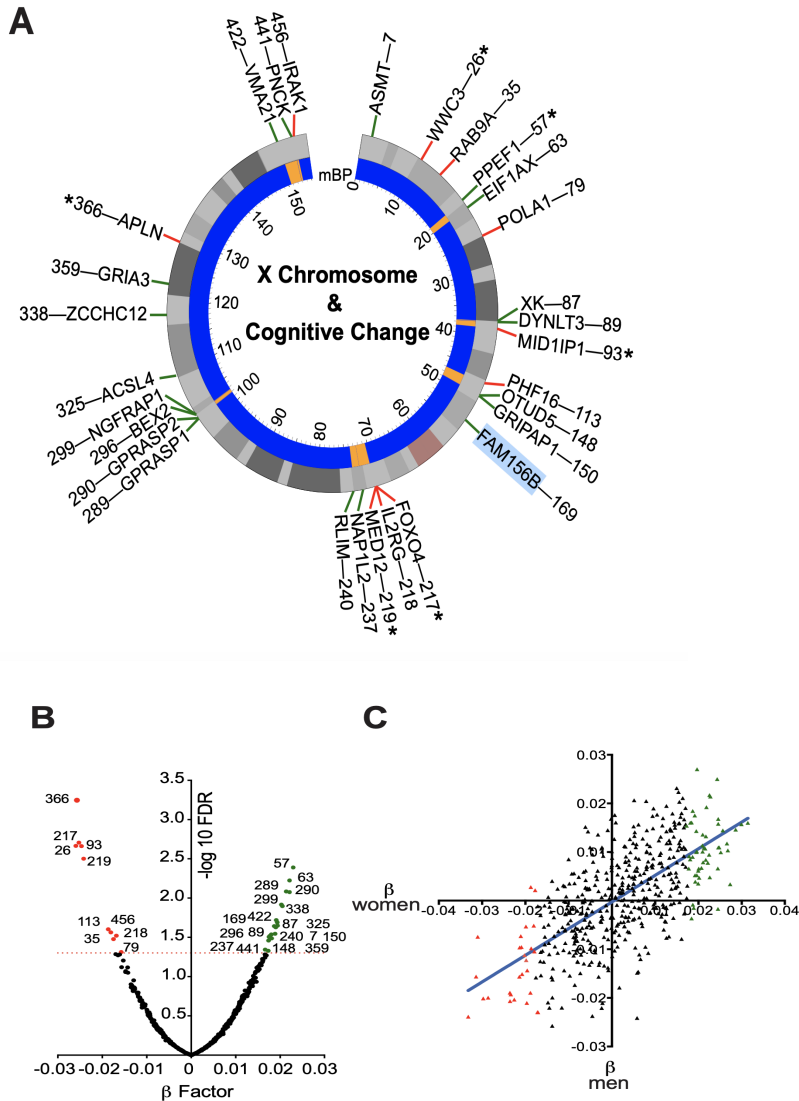 A
422—VMA21
441—PNCK
456—IRAK1
ASMT—7
WWC3—26*
RAB9A—35
PPEF1—57*
EIF1AX—63
POLA1—79
XK—87
DYNLT3—89
MID1IP1—93*
PHF16—113
OTUD5—148
GRIPAP1—150
FAM156B—169
FOXO4—217*
IL2RG—218
MED12—219*
NAP1L2—237
RLIM—240
289—GPRASP1
290—GPRASP2
296—BEX2
299—NGFRAP1
325—ACSL4
338—ZCCHC12
359—GRIA3
*366—APLN
mBP
0
10
20
30
40
50
60
70
80
90
100
110
120
130
140
150
X Chromosome
&
Cognitive Change
B
-log 10 FDR
3.5
3.0
2.5
2.0
1.5
1.0
0.5
366
217
26
93
219
113
456
35
218
79
57
63
289
290
299
338
169 422 87 325
296 89 240 7 150
237 441 148 359
-0.03 -0.02 -0.01 0 0.01 0.02 0.03
β Factor
C
0.03
0.02
0.01
-0.01
-0.02
-0.03
β
women
-0.04 -0.03 -0.02 -0.01 0.00 0.01 0.02 0.03 0.04
β
men